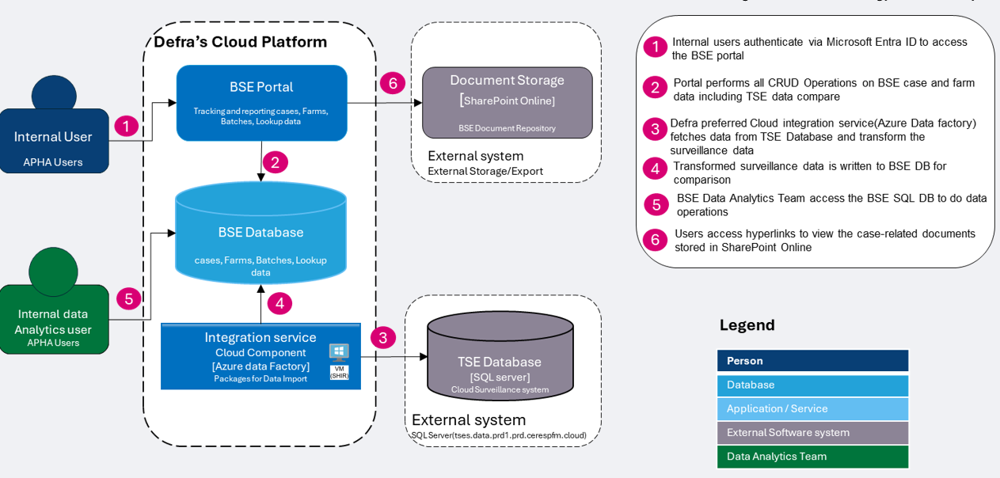 Defra's Cloud Platform
BSE Portal
Tracking and reporting cases, Farms,
Batches, Lookup data
6
Document Storage
[SharePoint Online]
BSE Document Repository
External system
External Storage/Export
Internal User
APHA Users
1
2
BSE Database
cases, Farms, Batches, Lookup
data
Internal data
Analytics user
APHA Users
5
4
Integration service
Cloud Component
[Azure data Factory]
Packages for Data Import
VM
(SHIR)
3
TSE Database
[SQL server]
Cloud Surveillance system
External system
SQL Server(tses.data.prd1.prd.cerespfm.cloud)
1 Internal users authenticate via Microsoft Entra ID to access
the BSE portal
2 Portal performs all CRUD Operations on BSE case and farm
data including TSE data compare
3 Defra preferred Cloud integration service(Azure Data factory)
fetches data from TSE Database and transform the
surveillance data
4 Transformed surveillance data is written to BSE DB for
comparison
5 BSE Data Analytics Team access the BSE SQL DB to do data
operations
6 Users access hyperlinks to view the case-related documents
stored in SharePoint Online
Legend
Person
Database
Application / Service
External Software system
Data Analytics Team